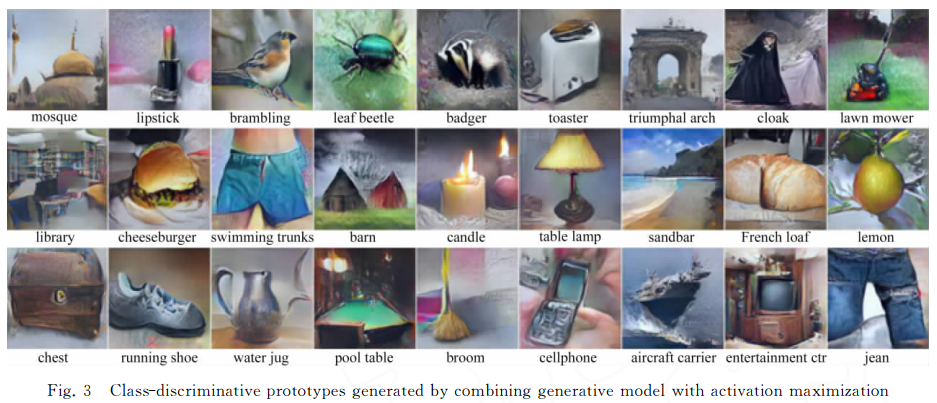 mosque lipstick brambling leaf beetle badger toaster triumphal arch cloak lawn mower
library cheeseburger swimming trunks barn candle table lamp sandbar French loaf lemon
chest running shoe water jug pool table broom cellphone aircraft carrier entertainment ctr jean
Fig. 3 Class-discriminative prototypes generated by combining generative model with activation maximization